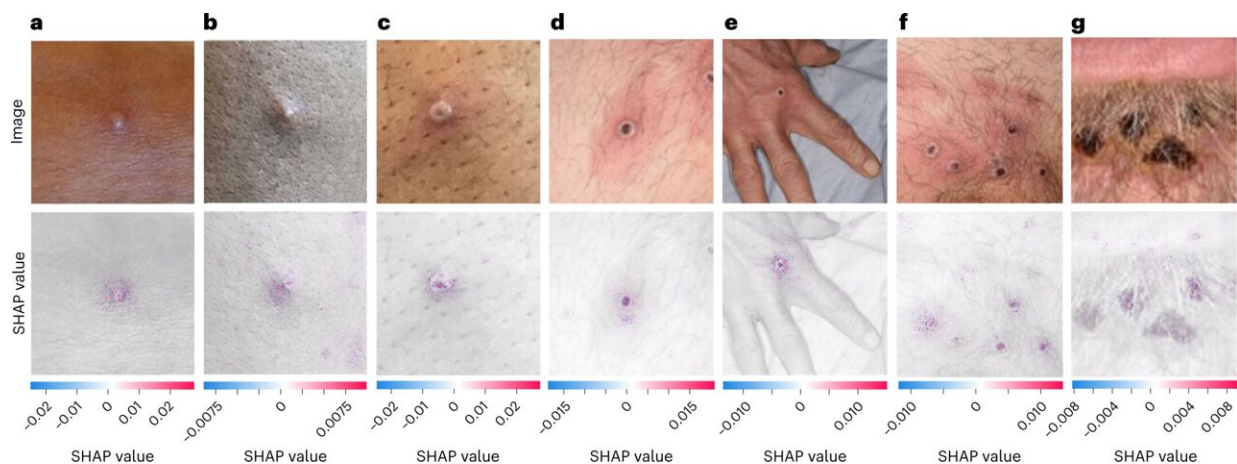 a b c d e f g
Image
SHAP value
−0.02 −0.01 0 0.01 0.02
−0.0075 0 0.0075
−0.02 −0.01 0 0.01 0.02
−0.015 0 0.015
−0.010 0 0.010
−0.010 0 0.010
−0.008 −0.004 0 0.004 0.008
SHAP value SHAP value SHAP value SHAP value SHAP value SHAP value SHAP value